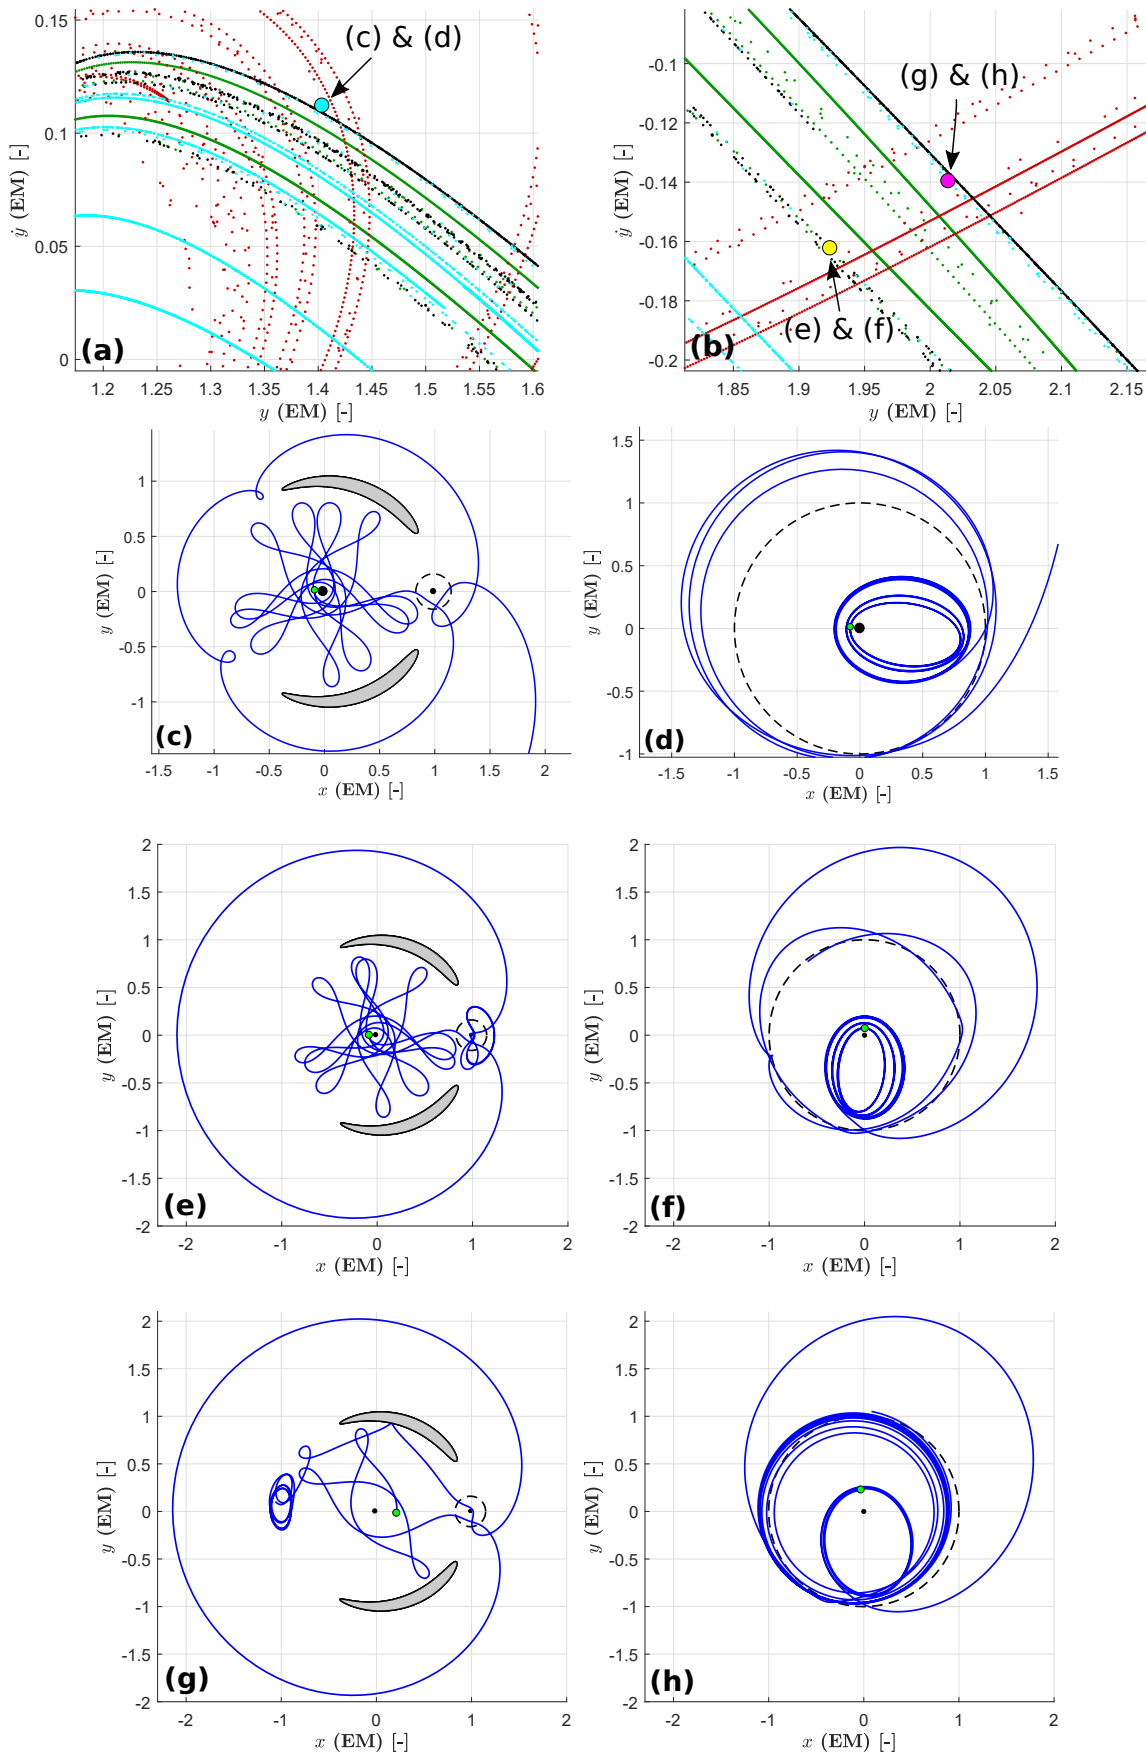 0.15
0.1
0.05
0
ẏ (EM) [-]
(c) & (d)
(a)
1.2 1.25 1.3 1.35 1.4 1.45 1.5 1.55 1.6
y (EM) [-]
-0.1
-0.12
-0.14
-0.16
-0.18
-0.2
ẏ (EM) [-]
(g) & (h)
(e) & (f)
(b)
1.85 1.9 1.95 2 2.05 2.1 2.15
y (EM) [-]
1
0.5
0
-0.5
-1
y (EM) [-]
(c)
-1.5 -1 -0.5 0 0.5 1 1.5 2
x (EM) [-]
1.5
1
0.5
0
-0.5
-1
y (EM) [-]
(d)
-1.5 -1 -0.5 0 0.5 1 1.5
x (EM) [-]
2
1.5
1
0.5
0
-0.5
-1
-1.5
-2
y (EM) [-]
(e)
-2 -1 0 1 2
x (EM) [-]
2
1.5
1
0.5
0
-0.5
-1
-1.5
-2
y (EM) [-]
(f)
-2 -1 0 1 2
x (EM) [-]
2
1.5
1
0.5
0
-0.5
-1
-1.5
-2
y (EM) [-]
(g)
-2 -1 0 1 2
x (EM) [-]
2
1.5
1
0.5
0
-0.5
-1
-1.5
-2
y (EM) [-]
(h)
-2 -1 0 1 2
x (EM) [-]